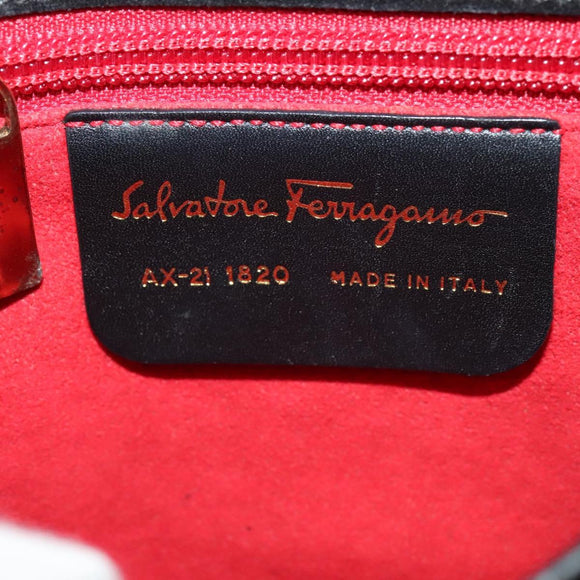 Salvatore Ferragamo
AX-21 1820 MADE IN ITALY